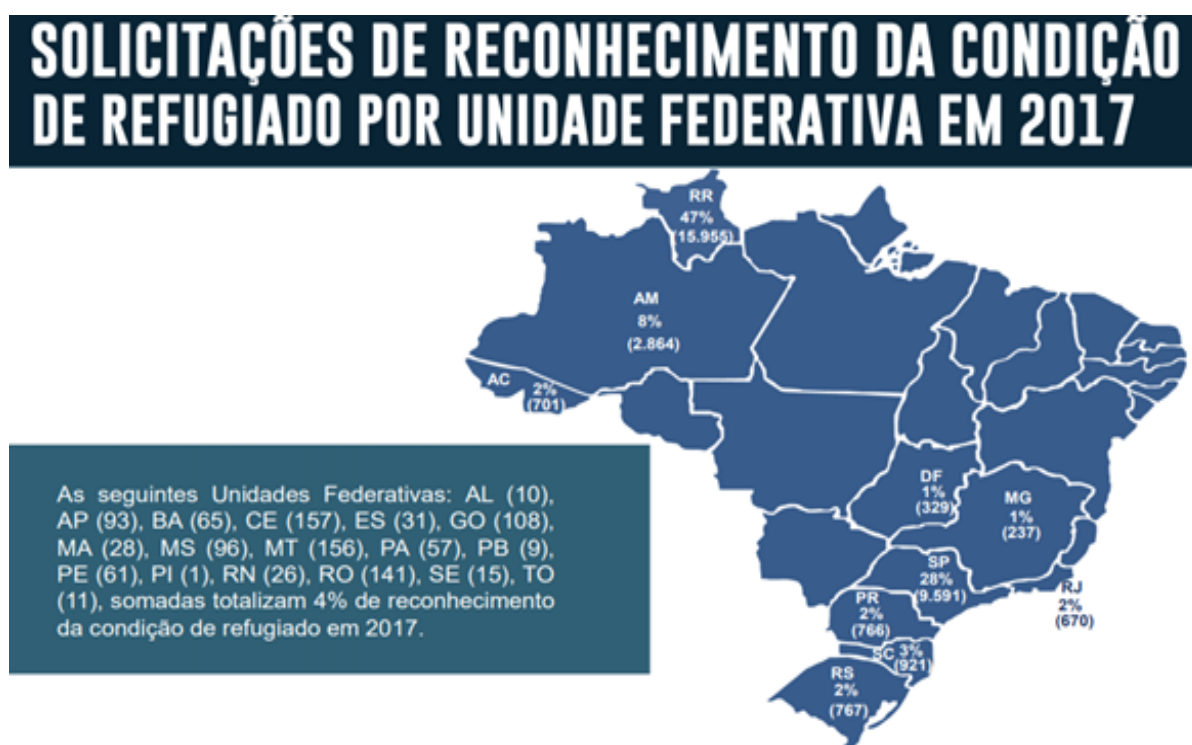 SOLICITAÇÕES DE RECONHECIMENTO DA CONDIÇÃO
DE REFUGIADO POR UNIDADE FEDERATIVA EM 2017
RR
47%
(15.955)
AM
8%
(2.864)
AC
2%
(701)
DF
1%
(329)
MG
1%
(237)
SP
28%
(9.591)
RJ
2%
(670)
PR
2%
(766)
SC
3%
(921)
RS
2%
(767)
As seguintes Unidades Federativas: AL (10),
AP (93), BA (65), CE (157), ES (31), GO (108),
MA (28), MS (96), MT (156), PA (57), PB (9),
PE (61), PI (1), RN (26), RO (141), SE (15), TO
(11), somadas totalizam 4% de reconhecimento
da condição de refugiado em 2017.